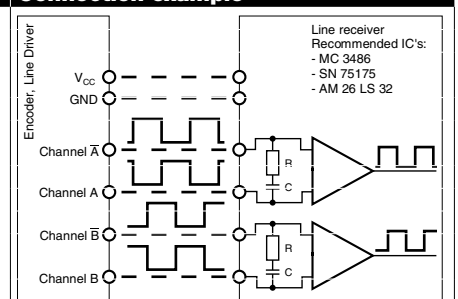 Connection example
Line receiver
Recommended IC's:
- MC 3486
- SN 75175
- AM 26 LS 32
Encoder, Line Driver
VCC
GND
Channel A̅
R
C
Channel A
Channel B̅
R
C
Channel B